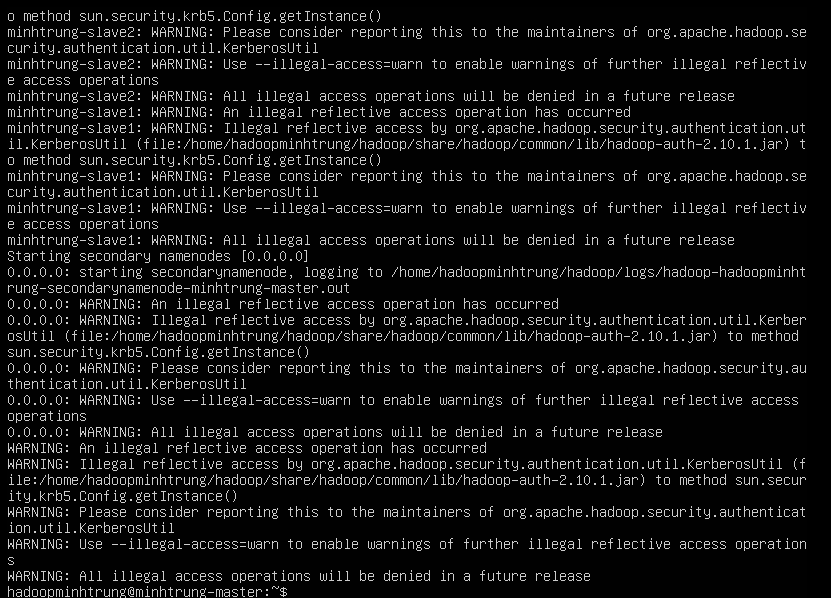 o method sun.security.krb5.Config.getInstance()
minhtrung-slave2: WARNING: Please consider reporting this to the maintainers of org.apache.hadoop.se
curity.authentication.util.KerberosUtil
minhtrung-slave2: WARNING: Use --illegal-access=warn to enable warnings of further illegal reflectiv
e access operations
minhtrung-slave2: WARNING: All illegal access operations will be denied in a future release
minhtrung-slave1: WARNING: An illegal reflective access operation has occurred
minhtrung-slave1: WARNING: Illegal reflective access by org.apache.hadoop.security.authentication.ut
il.KerberosUtil (file:/home/hadoopminhtrung/hadoop/share/hadoop/common/lib/hadoop-auth-2.10.1.jar) t
o method sun.security.krb5.Config.getInstance()
minhtrung-slave1: WARNING: Please consider reporting this to the maintainers of org.apache.hadoop.se
curity.authentication.util.KerberosUtil
minhtrung-slave1: WARNING: Use --illegal-access=warn to enable warnings of further illegal reflectiv
e access operations
minhtrung-slave1: WARNING: All illegal access operations will be denied in a future release
Starting secondary namenodes [0.0.0.0]
0.0.0.0: starting secondarynamenode, logging to /home/hadoopminhtrung/hadoop/logs/hadoop-hadoopminht
rung-secondarynamenode-minhtrung-master.out
0.0.0.0: WARNING: An illegal reflective access operation has occurred
0.0.0.0: WARNING: Illegal reflective access by org.apache.hadoop.security.authentication.util.Kerber
osUtil (file:/home/hadoopminhtrung/hadoop/share/hadoop/common/lib/hadoop-auth-2.10.1.jar) to method
sun.security.krb5.Config.getInstance()
0.0.0.0: WARNING: Please consider reporting this to the maintainers of org.apache.hadoop.security.au
thentication.util.KerberosUtil
0.0.0.0: WARNING: Use --illegal-access=warn to enable warnings of further illegal reflective access
operations
0.0.0.0: WARNING: All illegal access operations will be denied in a future release
WARNING: An illegal reflective access operation has occurred
WARNING: Illegal reflective access by org.apache.hadoop.security.authentication.util.KerberosUtil (f
ile:/home/hadoopminhtrung/hadoop/share/hadoop/common/lib/hadoop-auth-2.10.1.jar) to method sun.secur
ity.krb5.Config.getInstance()
WARNING: Please consider reporting this to the maintainers of org.apache.hadoop.security.authenticat
ion.util.KerberosUtil
WARNING: Use --illegal-access=warn to enable warnings of further illegal reflective access operation
s
WARNING: All illegal access operations will be denied in a future release
hadoopminhtrung@minhtrung-master:~$